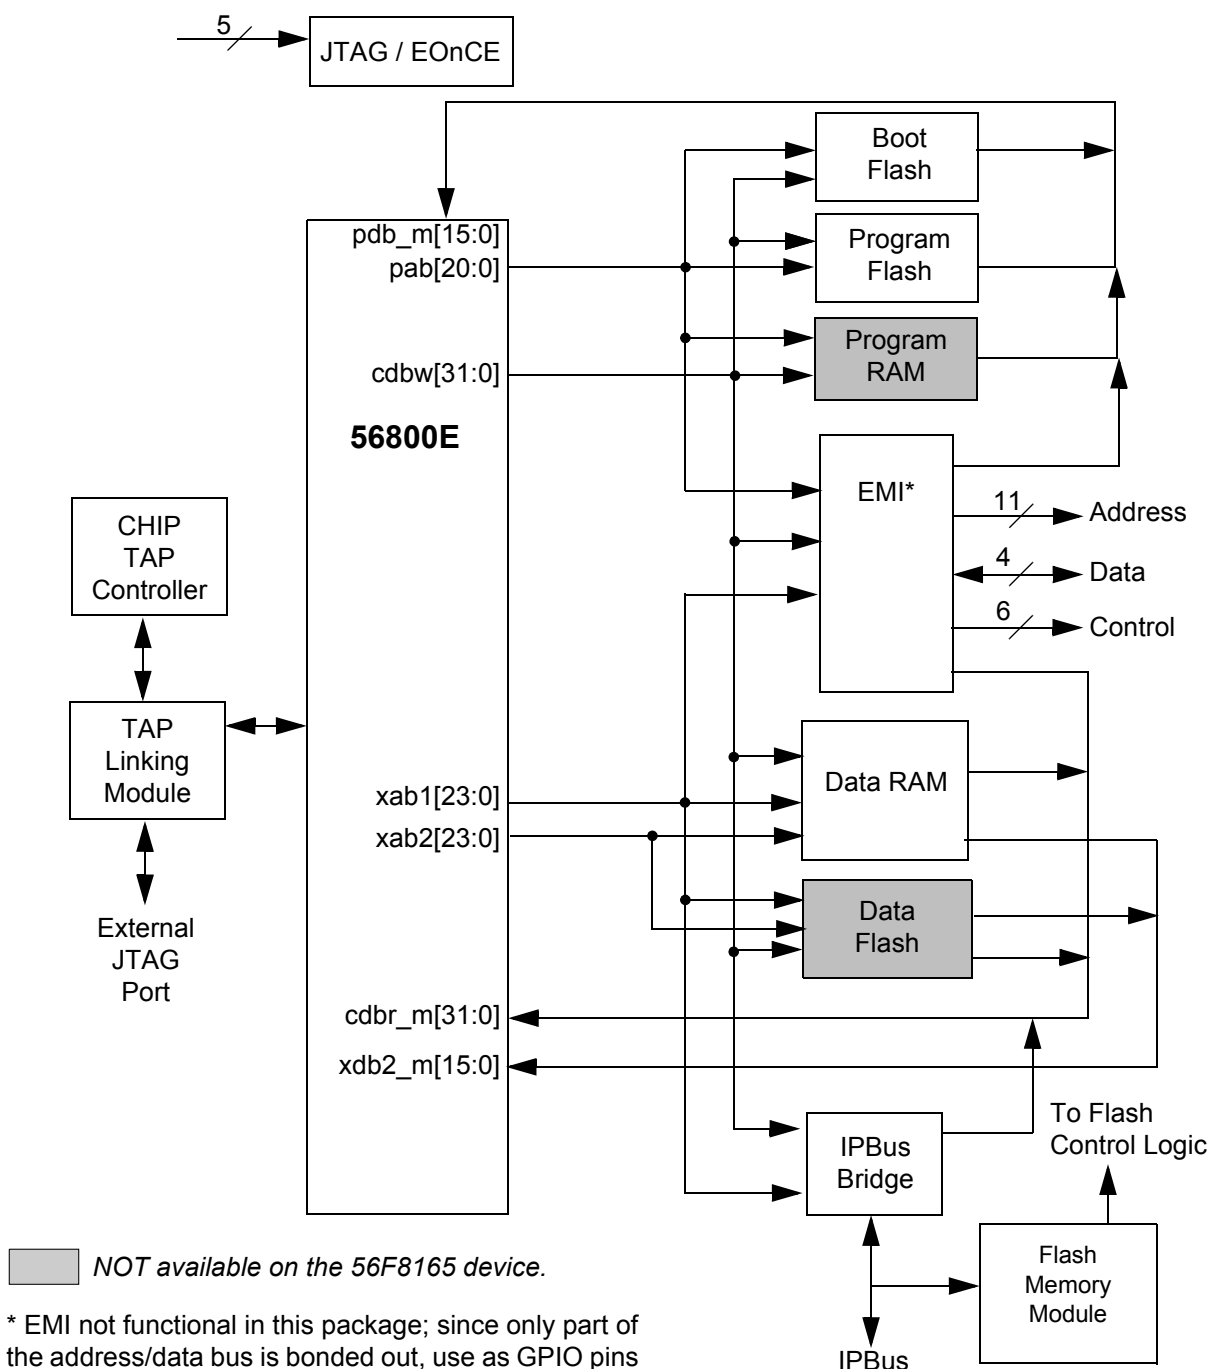 5
JTAG / EOnCE
Boot
Flash
pdb_m[15:0]
pab[20:0]
Program
Flash
cdbw[31:0]
Program
RAM
56800E
EMI*
11
Address
4
Data
6
Control
CHIP
TAP
Controller
TAP
Linking
Module
External
JTAG
Port
xab1[23:0]
xab2[23:0]
Data RAM
Data
Flash
cdbr_m[31:0]
xdb2_m[15:0]
IPBus
Bridge
To Flash
Control Logic
Flash
Memory
Module
IPBus
NOT available on the 56F8165 device.
* EMI not functional in this package; since only part of
the address/data bus is bonded out, use as GPIO pins